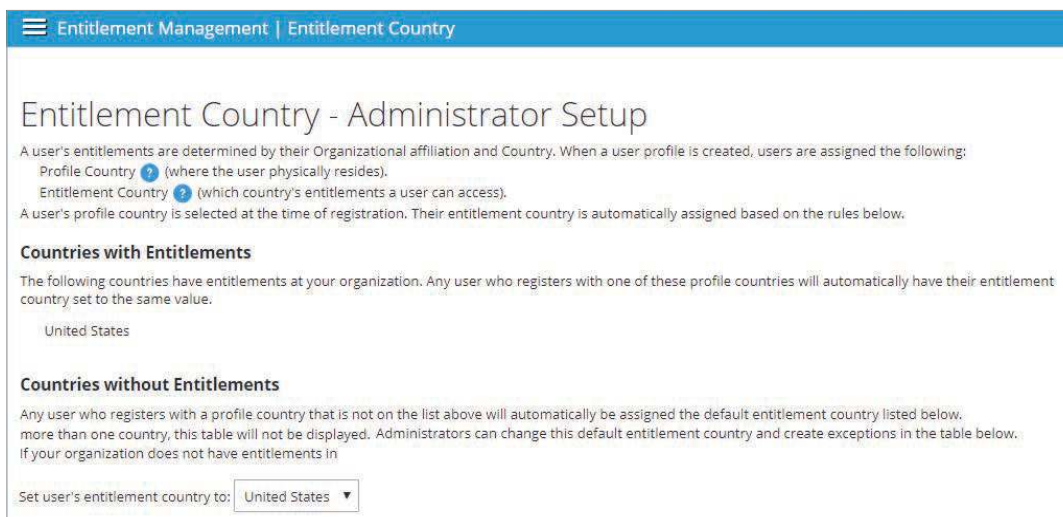 Entitlement Management | Entitlement Country
Entitlement Country - Administrator Setup
A user's entitlements are determined by their Organizational affiliation and Country. When a user profile is created, users are assigned the following:
Profile Country ? (where the user physically resides).
Entitlement Country ? (which country's entitlements a user can access).
A user's profile country is selected at the time of registration. Their entitlement country is automatically assigned based on the rules below.
Countries with Entitlements
The following countries have entitlements at your organization. Any user who registers with one of these profile countries will automatically have their entitlement
country set to the same value.
United States
Countries without Entitlements
Any user who registers with a profile country that is not on the list above will automatically be assigned the default entitlement country listed below.
more than one country, this table will not be displayed. Administrators can change this default entitlement country and create exceptions in the table below.
If your organization does not have entitlements in
Set user's entitlement country to: United States